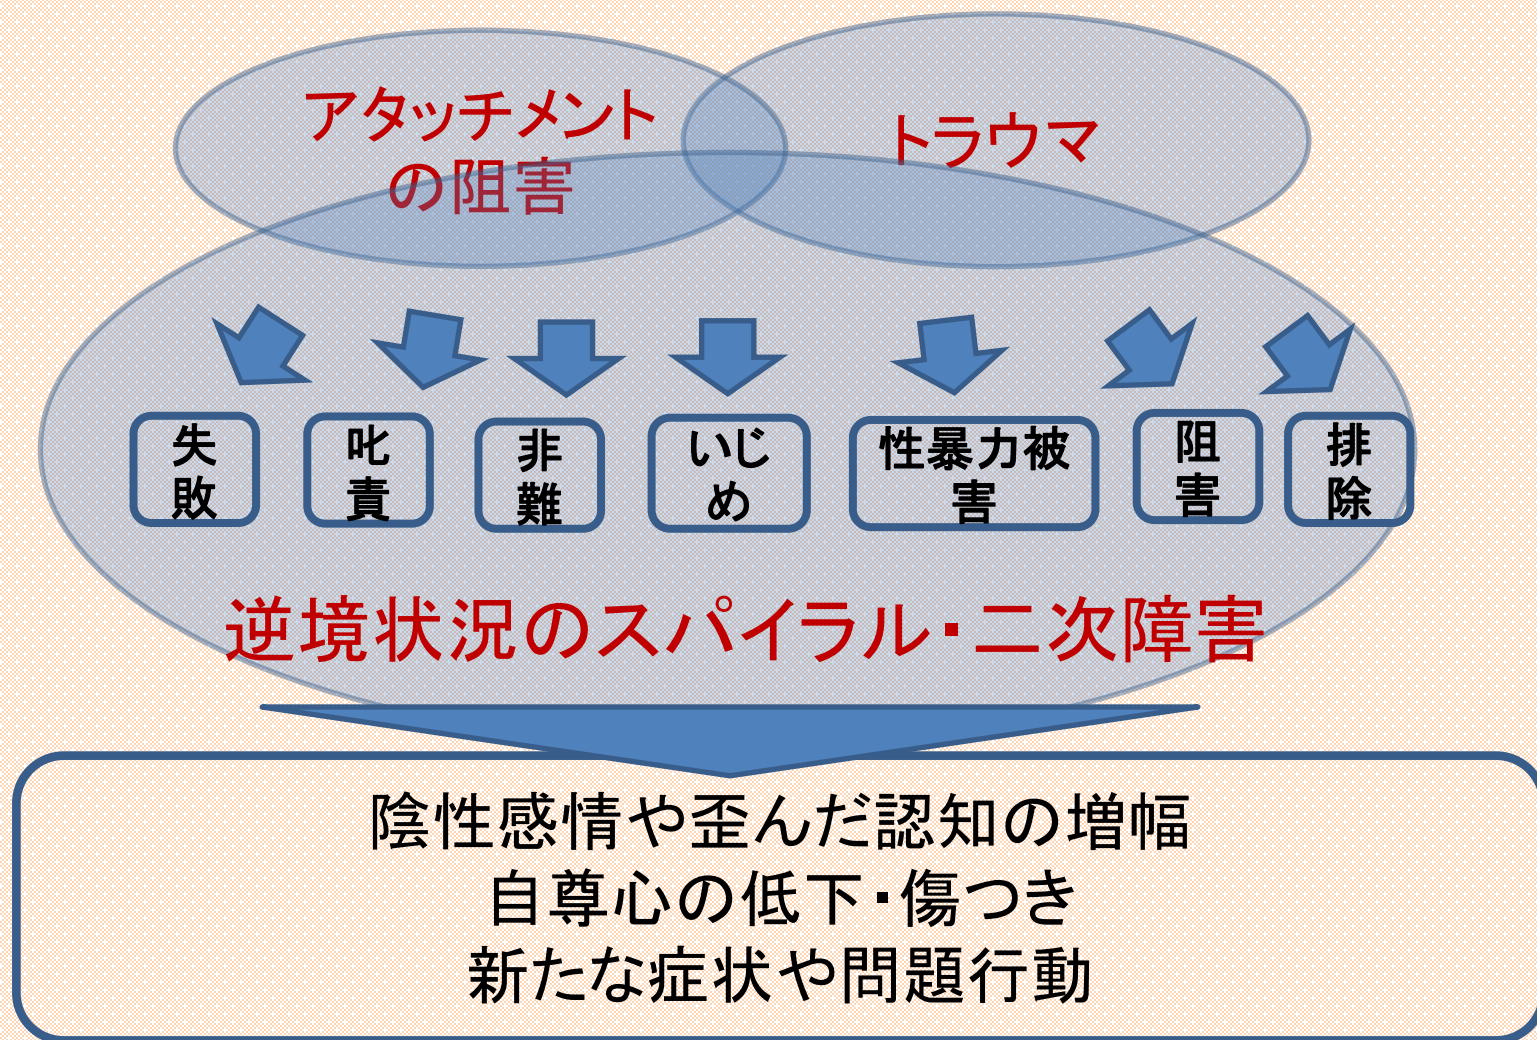 アタッチメント
の阻害
トラウマ
失
敗
叱
責
非
難
いじ
め
性暴力被
害
阻
害
排
除
逆境状況のスパイラル・二次障害
陰性感情や歪んだ認知の増幅
自尊心の低下・傷つき
新たな症状や問題行動